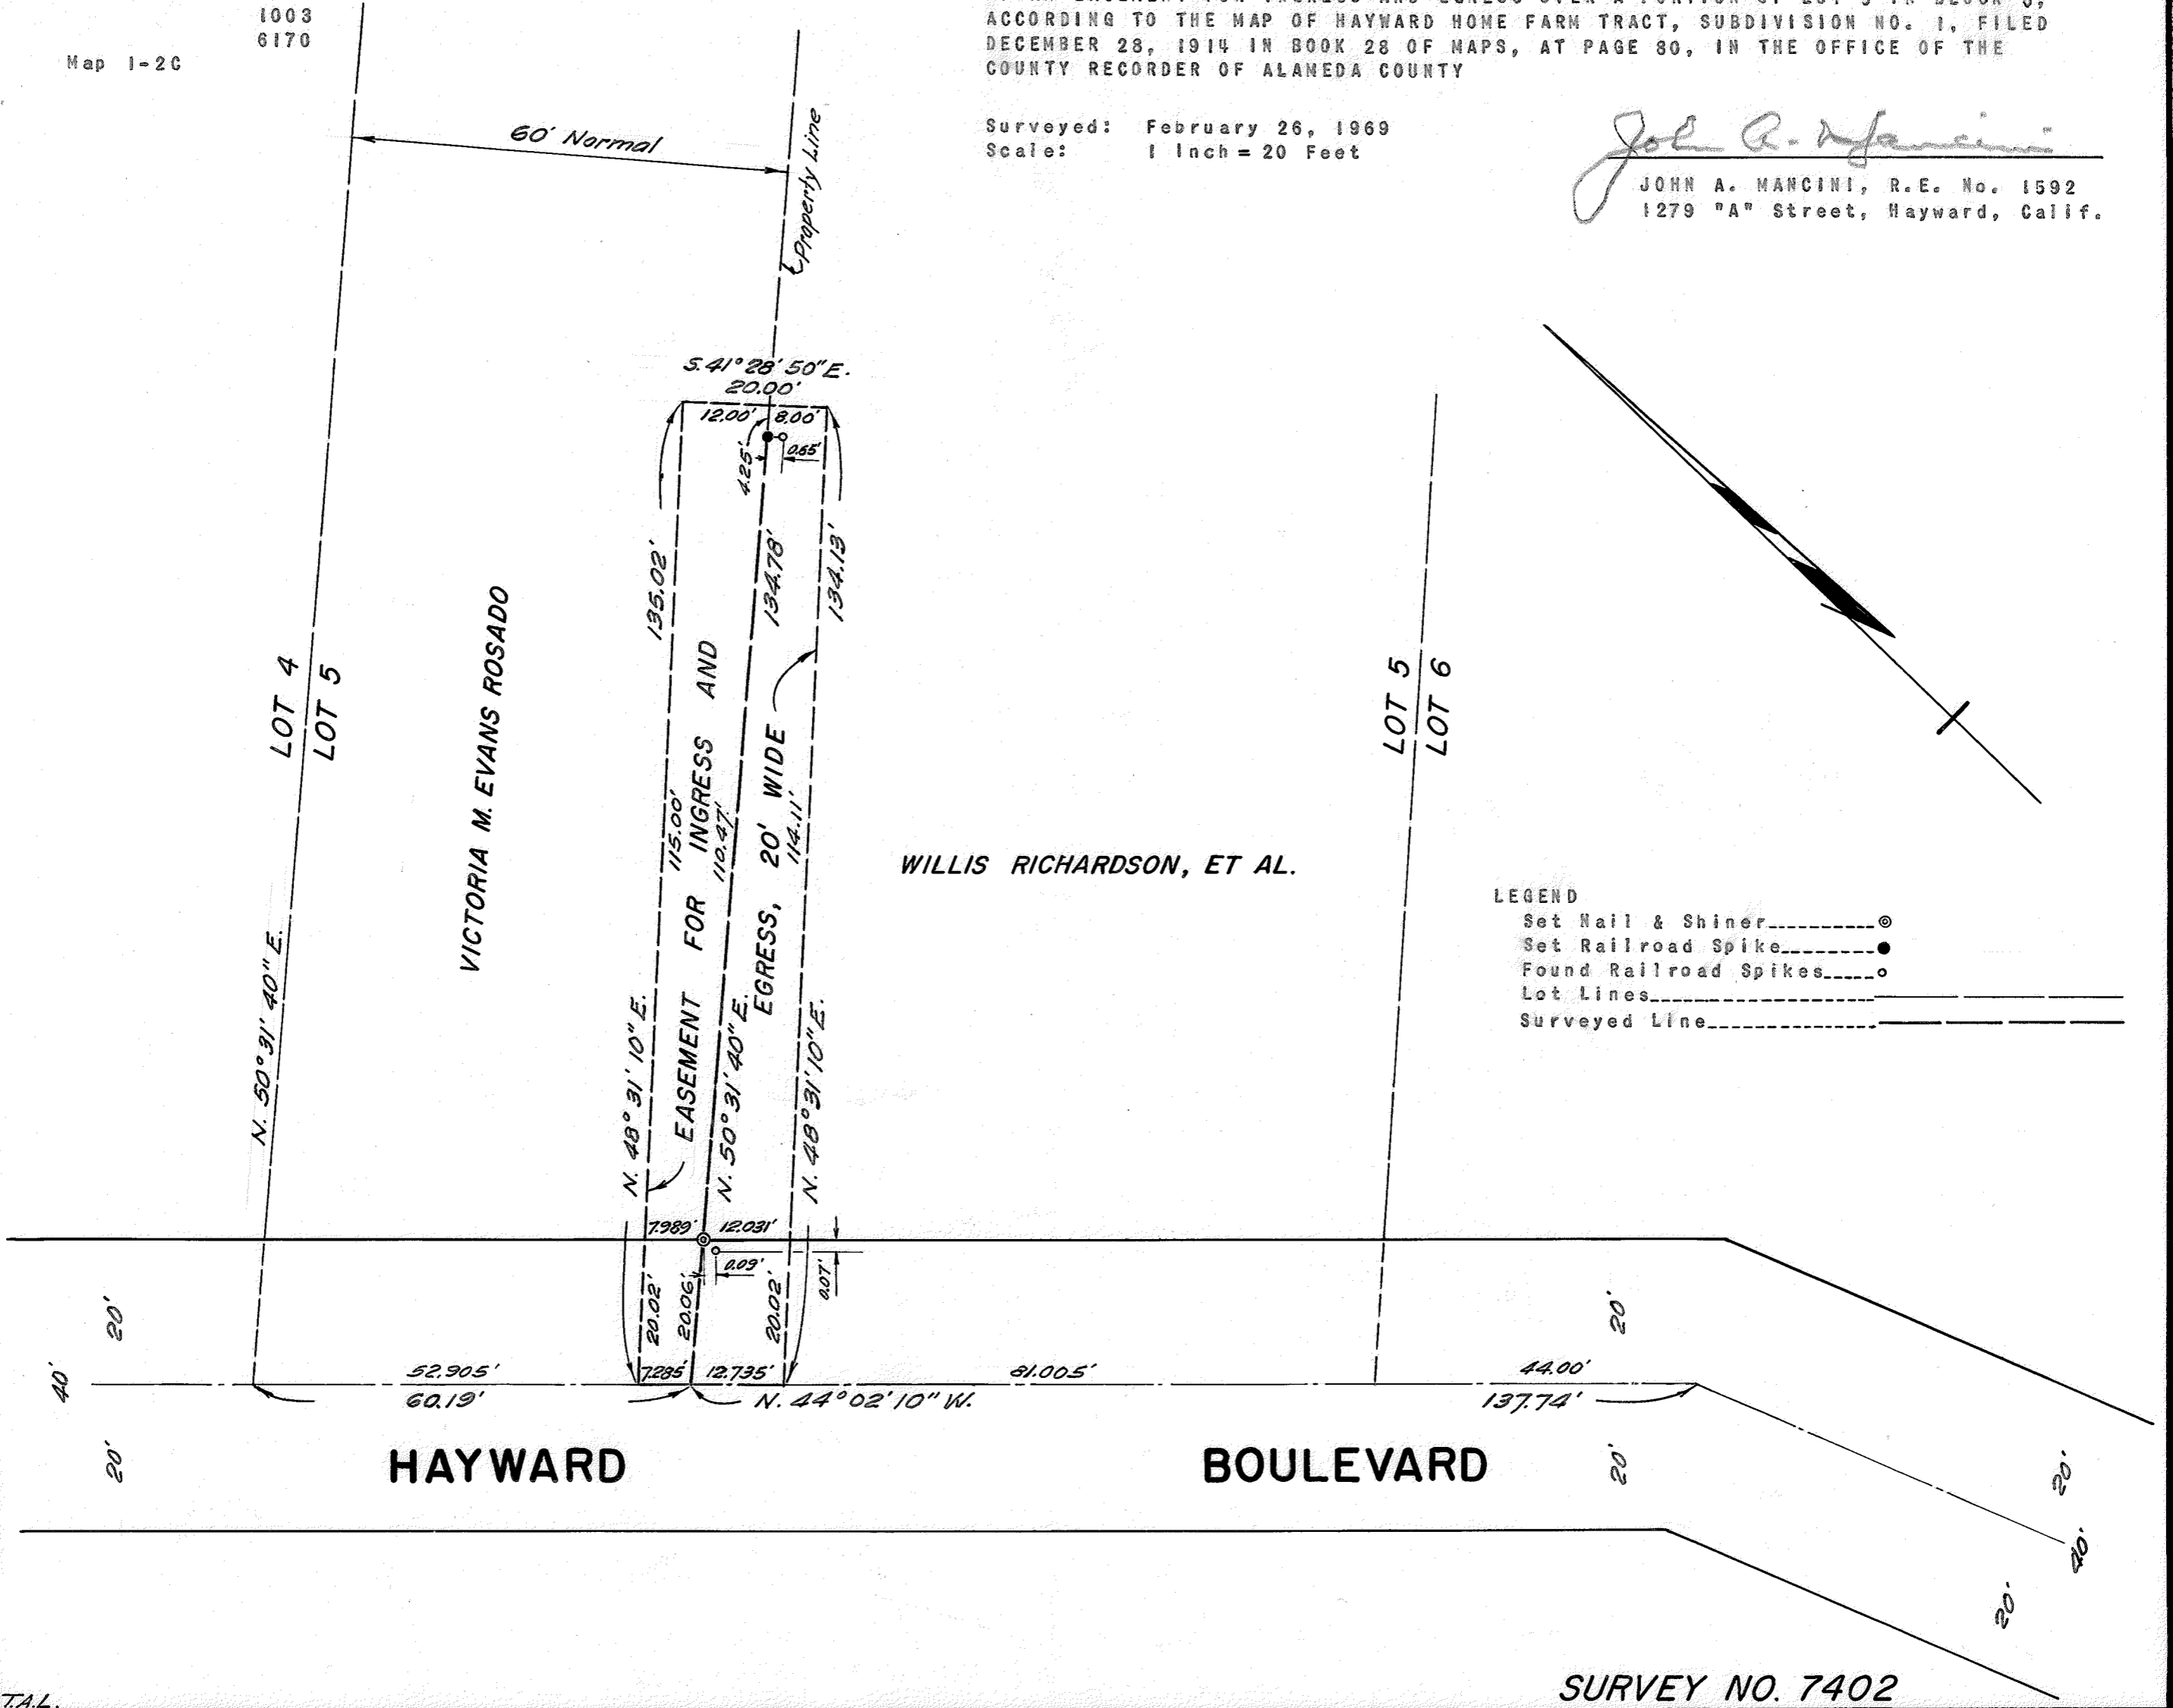 1003
6170
Map 1-2C
ACCORDING TO THE MAP OF HAYWARD HOME FARM TRACT, SUBDIVISION NO. 1, FILED
DECEMBER 28, 1914 IN BOOK 28 OF MAPS, AT PAGE 80, IN THE OFFICE OF THE
COUNTY RECORDER OF ALAMEDA COUNTY
Surveyed: February 26, 1969
Scale: 1 Inch = 20 Feet
John A. Mancini
JOHN A. MANCINI, R.E. No. 1592
1279 "A" Street, Hayward, Calif.
60' Normal
Property Line
S. 41° 28' 50" E.
20.00'
12.00' 8.00'
0.65'
4.25'
135.02'
134.78'
134.13'
LOT 4
LOT 5
VICTORIA M. EVANS ROSADO
EASEMENT FOR INGRESS AND
EGRESS, 20' WIDE
115.00'
110.47'
114.11'
N. 50° 31' 40" E.
N. 48° 31' 10" E.
N. 50° 31' 40" E.
N. 48° 31' 10" E.
WILLIS RICHARDSON, ET AL.
LOT 5
LOT 6
LEGEND
Set Nail & Shiner
Set Railroad Spike
Found Railroad Spikes
Lot Lines
Surveyed Line
7.989' 12.031'
0.09'
0.07'
20.02'
20.06'
20.02'
20'
40'
20'
20'
20'
52.905' 7.285' 12.735' 81.005' 44.00'
60.19' N. 44° 02' 10" W. 137.74'
HAYWARD BOULEVARD
20'
40'
20'
SURVEY NO. 7402
T.A.L.